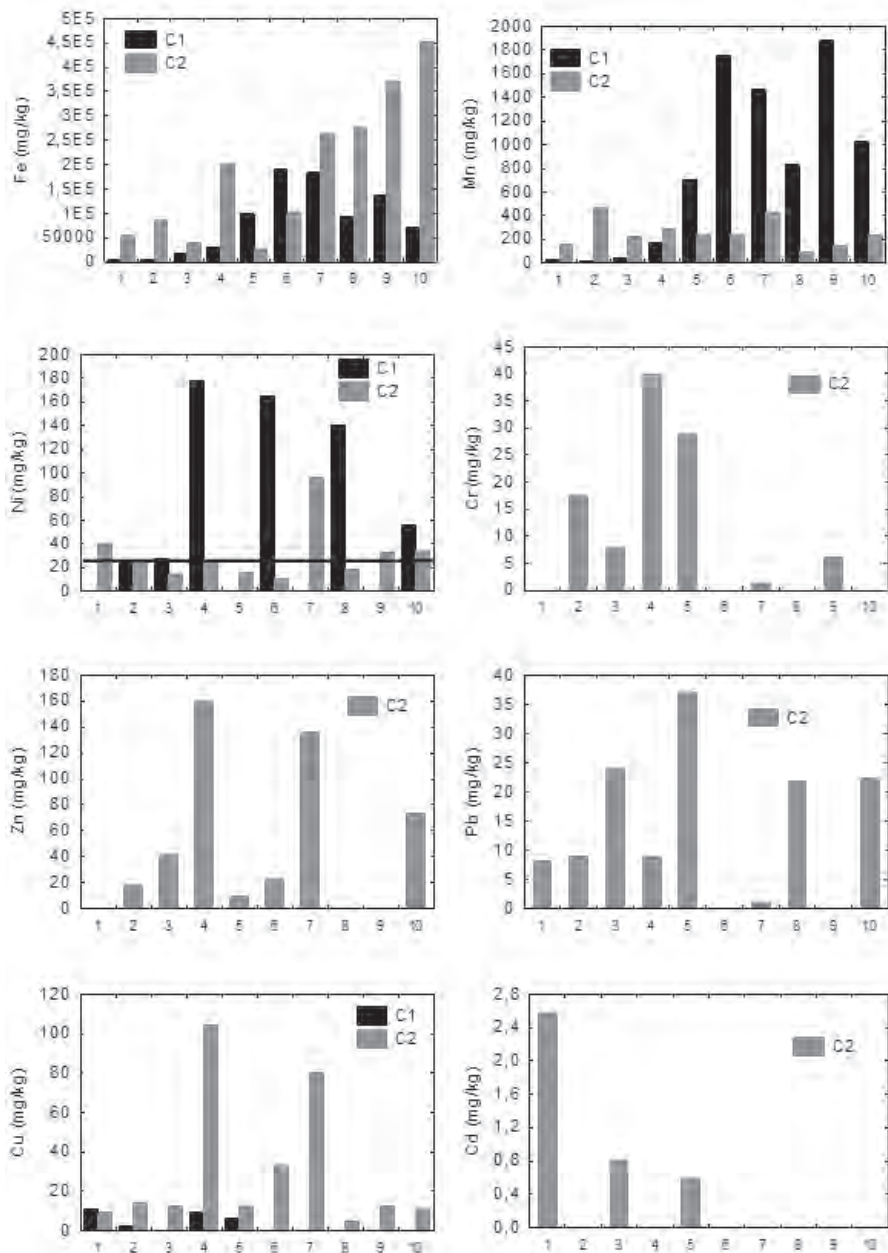 5E5
4.5E5
4E5
3,5E5
3E5
2.5E5
2E5
1.5E5
1E5
50000
0
Fe (mg/kg)
C1
C2
1 2 3 4 5 6 7 8 9 10
2000
1800
1600
1400
1200
1000
800
600
400
200
0
Mn (mg/kg)
C1
C2
1 2 3 4 5 6 7 8 9 10
200
180
160
140
120
100
80
60
40
20
0
Ni (mg/kg)
C1
C2
1 2 3 4 5 6 7 8 9 10
45
40
35
30
25
20
15
10
5
0
Cr (mg/kg)
C2
1 2 3 4 5 6 7 8 9 10
180
160
140
120
100
80
60
40
20
0
Zn (mg/kg)
C2
1 2 3 4 5 6 7 8 9 10
40
35
30
25
20
15
10
5
0
Pb (mg/kg)
C2
1 2 3 4 5 6 7 8 9 10
120
100
80
60
40
20
0
Cu (mg/kg)
C1
C2
1 2 3 4 5 6 7 8 9 10
2,8
2,4
2,0
1,6
1,2
0,8
0,4
0,0
Cd (mg/kg)
C2
1 2 3 4 5 6 7 8 9 10